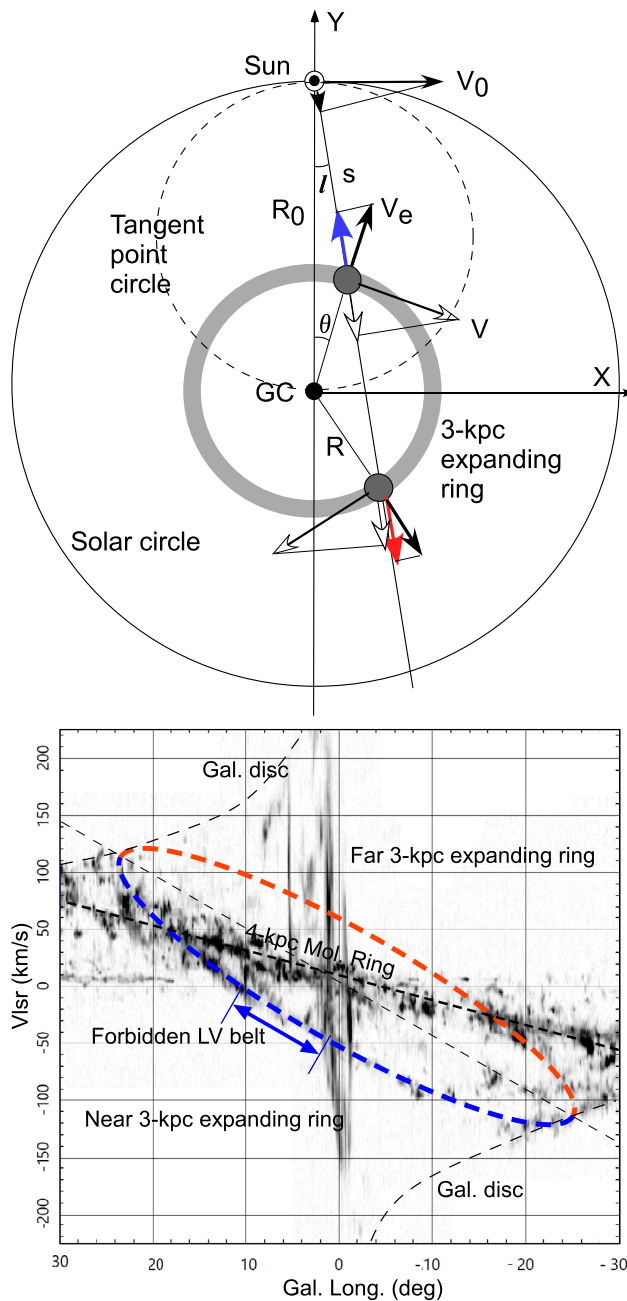 Y
Sun
V0
l
s
R0
Ve
Tangent
point
circle
θ
V
GC
X
R
3-kpc
expanding
ring
Solar circle
200
150
100
50
0
-50
-100
-150
-200
Vlsr (km/s)
Gal. disc
Far 3-kpc expanding ring
4-kpc Mol. Ring
Forbidden LV belt
Near 3-kpc expanding ring
Gal. disc
30 20 10 0 -10 -20 -30
Gal. Long. (deg)